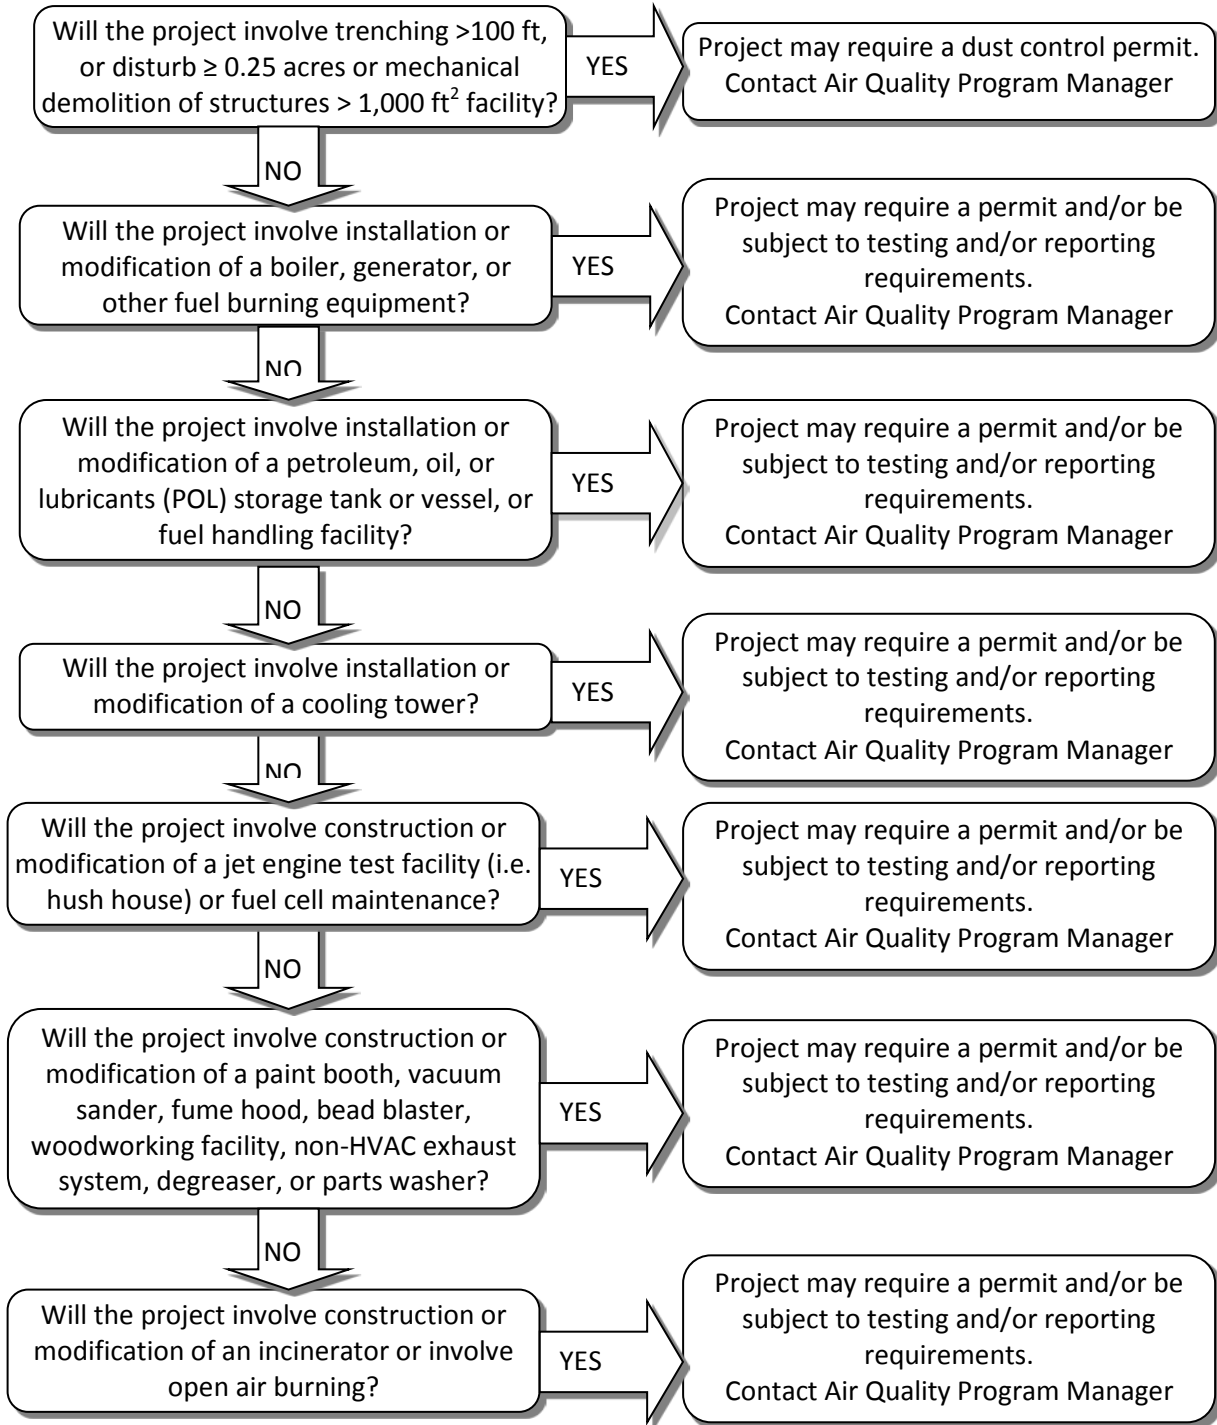 Will the project involve trenching >100 ft,
or disturb ≥ 0.25 acres or mechanical
demolition of structures > 1,000 ft² facility?
YES
Project may require a dust control permit.
Contact Air Quality Program Manager
NO
Will the project involve installation or
modification of a boiler, generator, or
other fuel burning equipment?
YES
Project may require a permit and/or be
subject to testing and/or reporting
requirements.
Contact Air Quality Program Manager
NO
Will the project involve installation or
modification of a petroleum, oil, or
lubricants (POL) storage tank or vessel, or
fuel handling facility?
YES
Project may require a permit and/or be
subject to testing and/or reporting
requirements.
Contact Air Quality Program Manager
NO
Will the project involve installation or
modification of a cooling tower?
YES
Project may require a permit and/or be
subject to testing and/or reporting
requirements.
Contact Air Quality Program Manager
NO
Will the project involve construction or
modification of a jet engine test facility (i.e.
hush house) or fuel cell maintenance?
YES
Project may require a permit and/or be
subject to testing and/or reporting
requirements.
Contact Air Quality Program Manager
NO
Will the project involve construction or
modification of a paint booth, vacuum
sander, fume hood, bead blaster,
woodworking facility, non-HVAC exhaust
system, degreaser, or parts washer?
YES
Project may require a permit and/or be
subject to testing and/or reporting
requirements.
Contact Air Quality Program Manager
NO
Will the project involve construction or
modification of an incinerator or involve
open air burning?
YES
Project may require a permit and/or be
subject to testing and/or reporting
requirements.
Contact Air Quality Program Manager